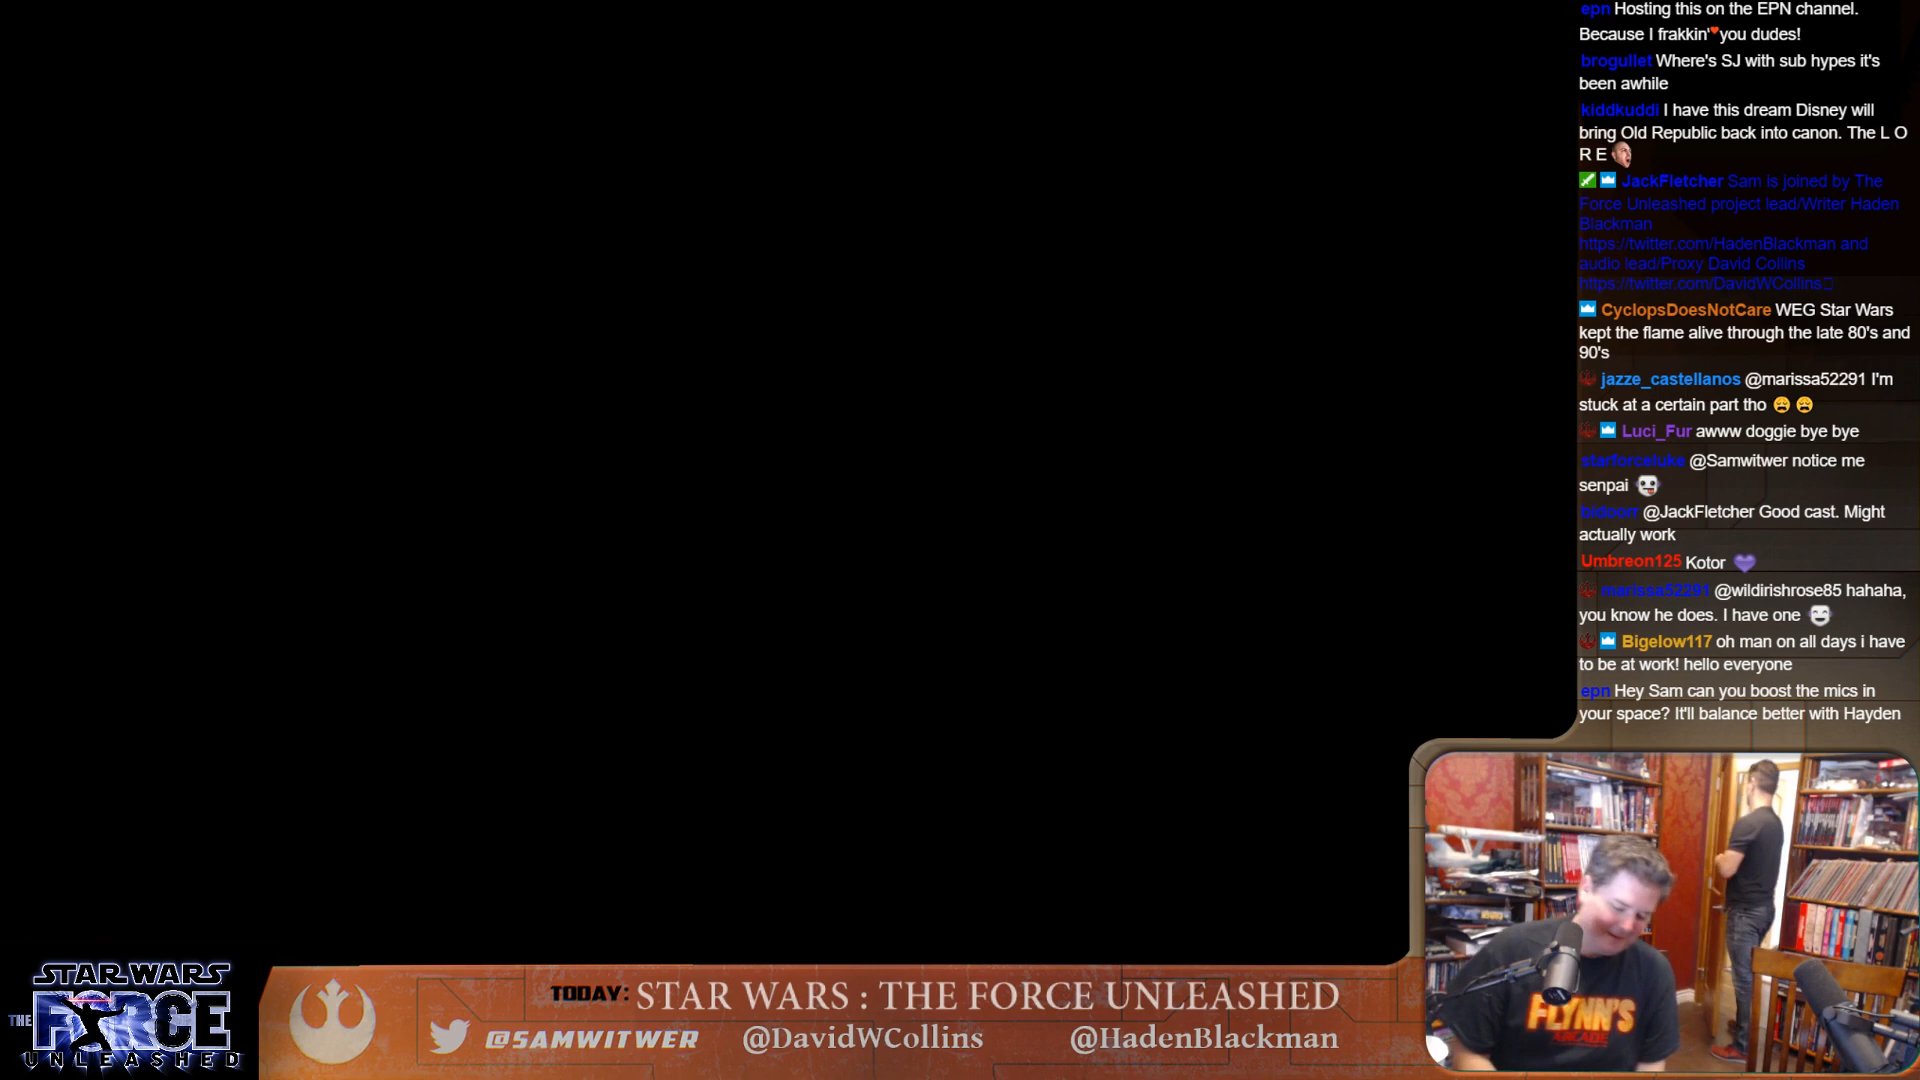 epn Hosting this on the EPN channel.
Because I frakkin' you dudes!
brogullet Where's SJ with sub hypes it's
been awhile
kiddkuddi I have this dream Disney will
bring Old Republic back into canon. The L O
R E
JackFletcher Sam is joined by The
Force Unleashed project lead/Writer Haden
Blackman
https://twitter.com/HadenBlackman and
audio lead/Proxy David Collins
https://twitter.com/DavidWCollins
CyclopsDoesNotCare WEG Star Wars
kept the flame alive through the late 80's and
90's
jazze_castellanos @marissa52291 I'm
stuck at a certain part tho
Luci_Fur awww doggie bye bye
starforceluke @Samwitwer notice me
senpai
bidoorr @JackFletcher Good cast. Might
actually work
Umbreon125 Kotor
marissa52291 @wildirishrose85 hahaha,
you know he does. I have one
Bigelow117 oh man on all days i have
to be at work! hello everyone
epn Hey Sam can you boost the mics in
your space? It'll balance better with Hayden
FLYNN'S
ARCADE
STAR WARS
THE FORCE
UNLEASHED
TODAY: STAR WARS : THE FORCE UNLEASHED
@SAMWITWER @DavidWCollins @HadenBlackman